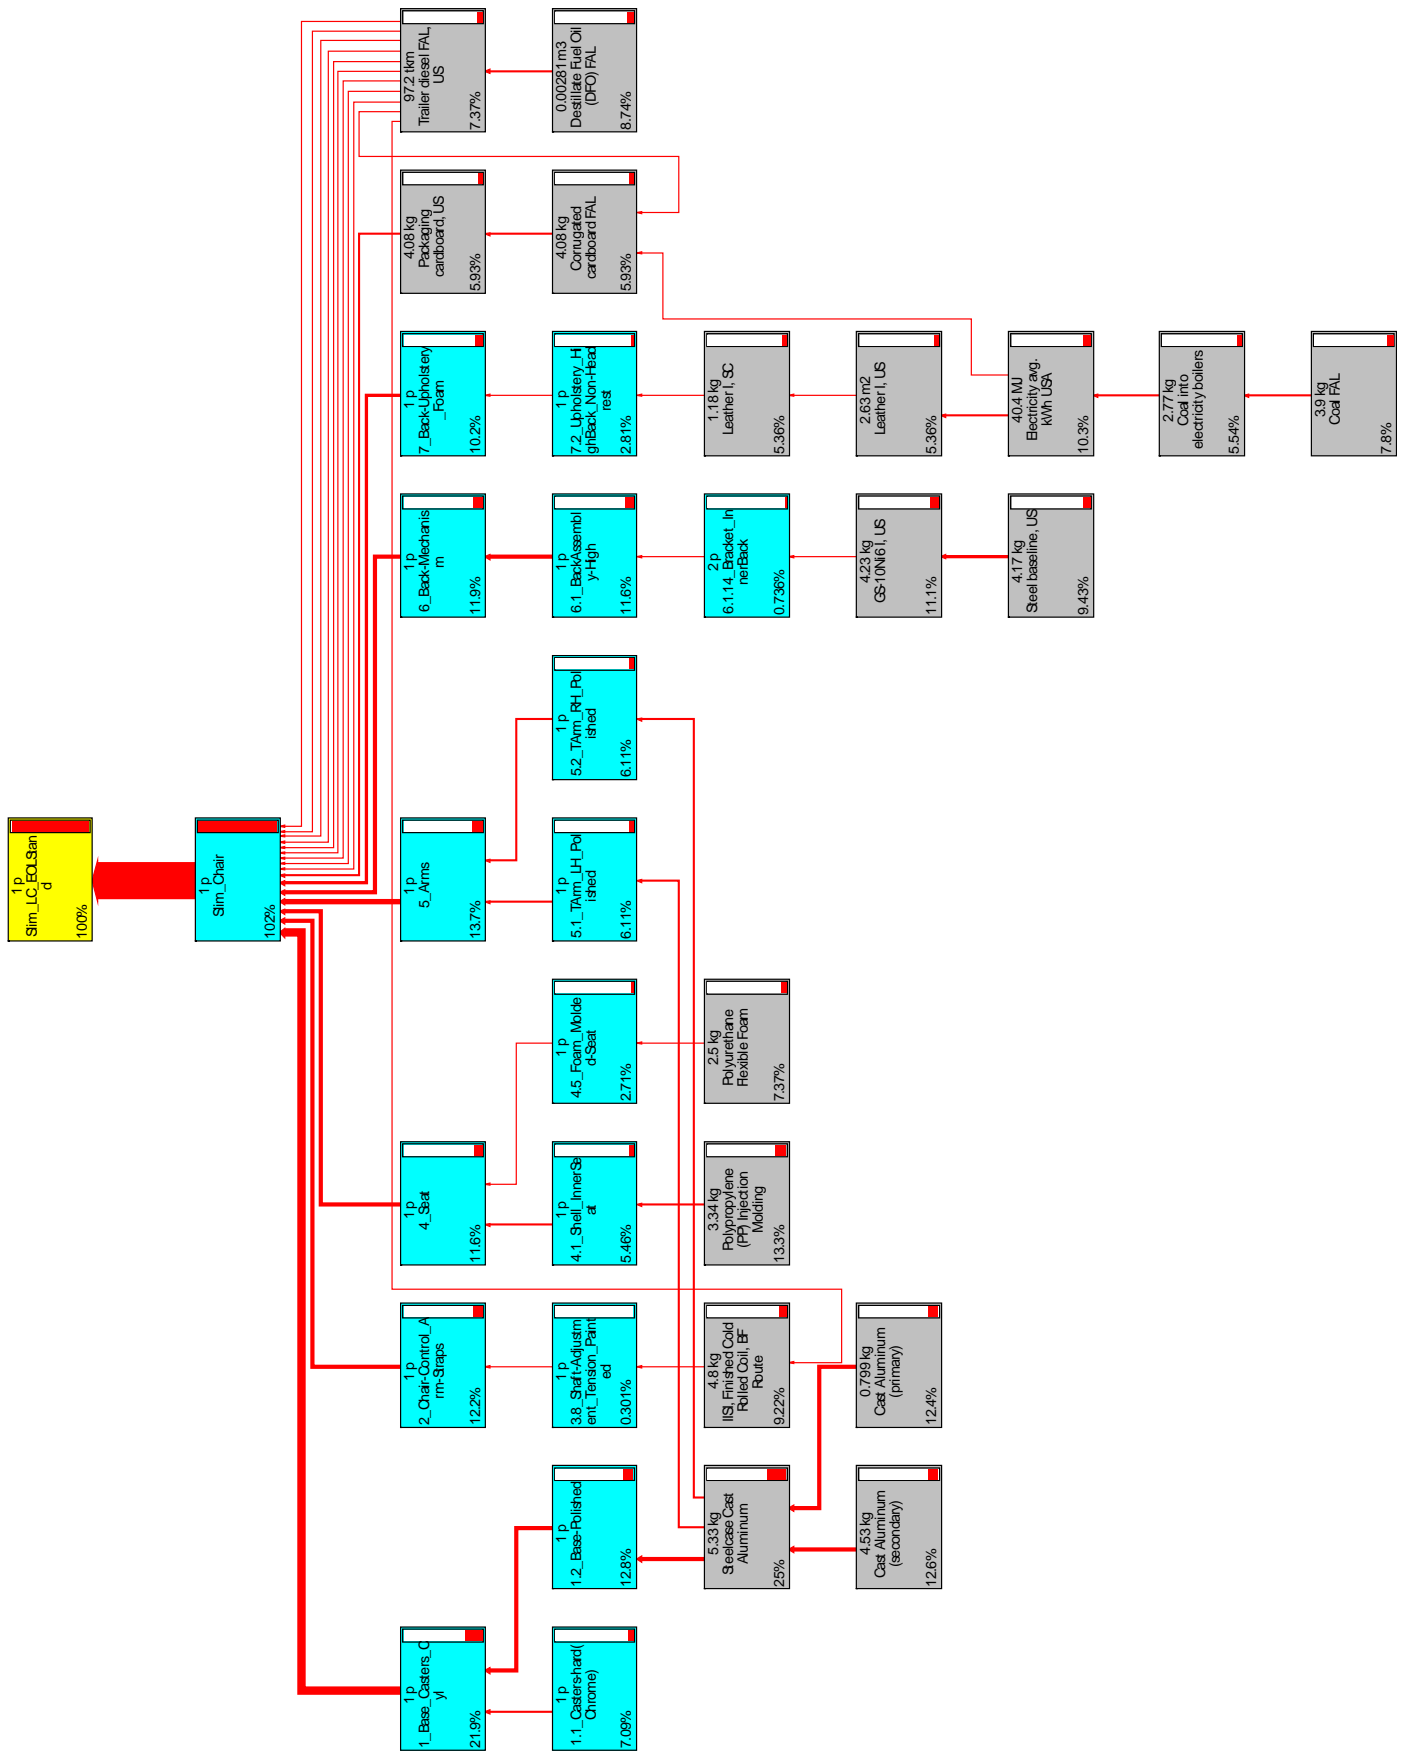 1 p
Slim_LC_EOLStan
d
100%
1 p
Slim_Chair
102%
1 p
1_Base_Casters_C
yl
21.9%
1 p
2_Chair-Control_A
rm-Straps
12.2%
1 p
4_Seat
11.6%
1 p
5_Arms
13.7%
1 p
6_Back-Mechanis
m
11.9%
1 p
7_Back-Upholstery
_Foam
10.2%
4.08 kg
Packaging
cardboard, US
5.93%
97.2 tkm
Trailer diesel FAL,
US
7.37%
1 p
1.1_Casters-hard(
Chrome)
7.09%
1 p
1.2_Base-Polished
12.8%
1 p
3.8_Shaft-Adjustm
ent_Tension_Paint
ed
0.301%
1 p
4.1_Shell_InnerSe
at
5.46%
1 p
4.5_Foam_Molde
d-Seat
2.71%
1 p
5.1_TArm_LH_Pol
ished
6.11%
1 p
5.2_TArm_RH_Pol
ished
6.11%
1 p
6.1_BackAssembl
y-High
11.6%
1 p
7.2_Upholstery_Hi
ghBack_Non-Head
rest
2.81%
4.08 kg
Corrugated
cardboard FAL
5.93%
0.00281 m3
Destillate Fuel Oil
(DFO) FAL
8.74%
5.33 kg
Steelcase Cast
Aluminum
25%
4.8 kg
IISI, Finished Cold
Rolled Coil, BF
Route
9.22%
3.34 kg
Polypropylene
(PP) Injection
Molding
13.3%
2.5 kg
Polyurethane
Flexible Foam
7.37%
2 p
6.1.14_Bracket_In
nerBack
0.736%
1.18 kg
Leather I, SC
5.36%
4.53 kg
Cast Aluminum
(secondary)
12.6%
0.799 kg
Cast Aluminum
(primary)
12.4%
4.23 kg
GS-10Ni6 I, US
11.1%
2.63 m2
Leather I, US
5.36%
4.17 kg
Steel baseline, US
9.43%
40.4 MJ
Electricity avg.
kWh USA
10.3%
2.77 kg
Coal into
electricity boilers
5.54%
3.9 kg
Coal FAL
7.8%